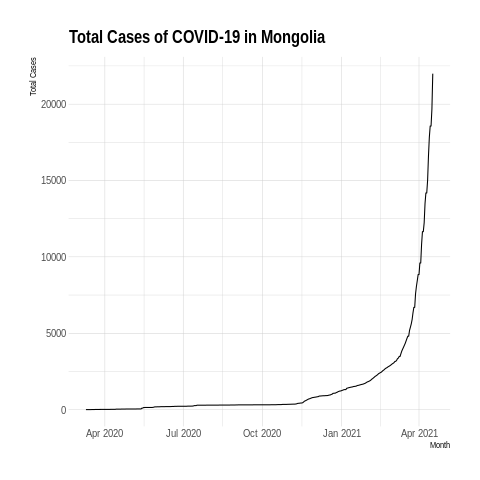 Total Cases of COVID-19 in Mongolia
Total Cases
20000
15000
10000
5000
0
Apr 2020 Jul 2020 Oct 2020 Jan 2021 Apr 2021
Month